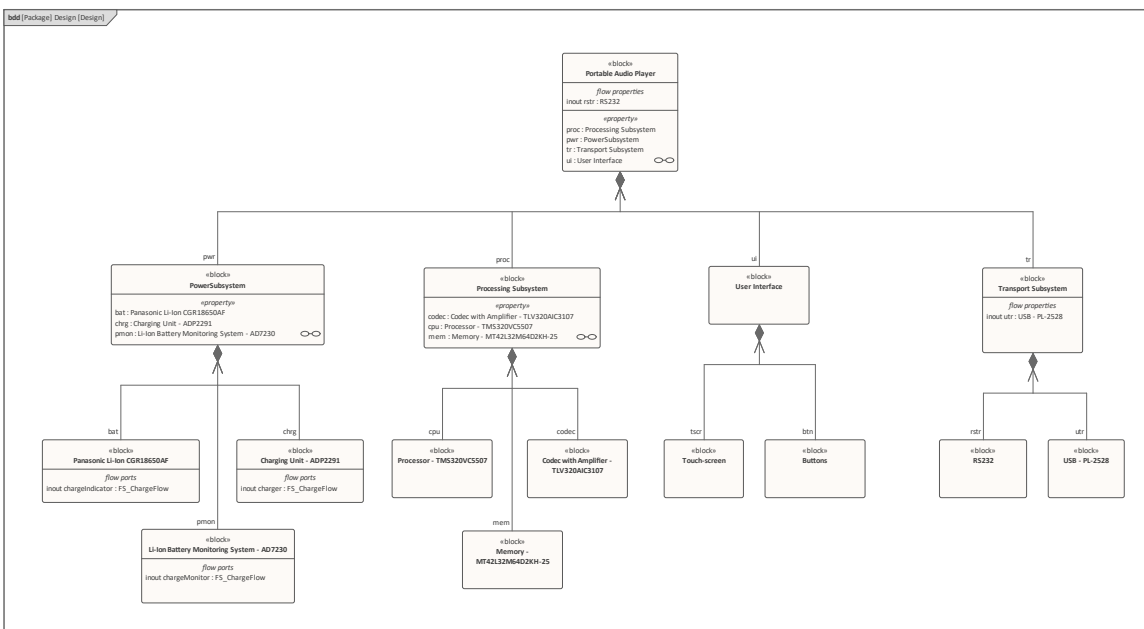 bdd [Package] Design [Design]
«block»
Portable Audio Player
flow properties
inout rstr : RS232
«property»
proc : Processing Subsystem
pwr : PowerSubsystem
tr : Transport Subsystem
ui : User Interface
pwr
proc
ui
tr
«block»
PowerSubsystem
«property»
bat : Panasonic Li-Ion CGR18650AF
chrg : Charging Unit - ADP2291
pmon : Li-Ion Battery Monitoring System - AD7230
«block»
Processing Subsystem
«property»
codec : Codec with Amplifier - TLV320AIC3107
cpu : Processor - TMS320VC5507
mem : Memory - MT42L32M64D2KH-25
«block»
User Interface
«block»
Transport Subsystem
flow properties
inout utr : USB - PL-2528
bat
chrg
cpu
codec
tscr
btn
rstr
utr
«block»
Panasonic Li-Ion CGR18650AF
flow parts
inout chargeIndicator : FS_ChargeFlow
«block»
Charging Unit - ADP2291
flow parts
inout charger : FS_ChargeFlow
«block»
Processor - TMS320VC5507
«block»
Codec with Amplifier -
TLV320AIC3107
«block»
Touch-screen
«block»
Buttons
«block»
RS232
«block»
USB - PL-2528
pmon
«block»
Li-Ion Battery Monitoring System - AD7230
flow parts
inout chargeMonitor : FS_ChargeFlow
mem
«block»
Memory -
MT42L32M64D2KH-25